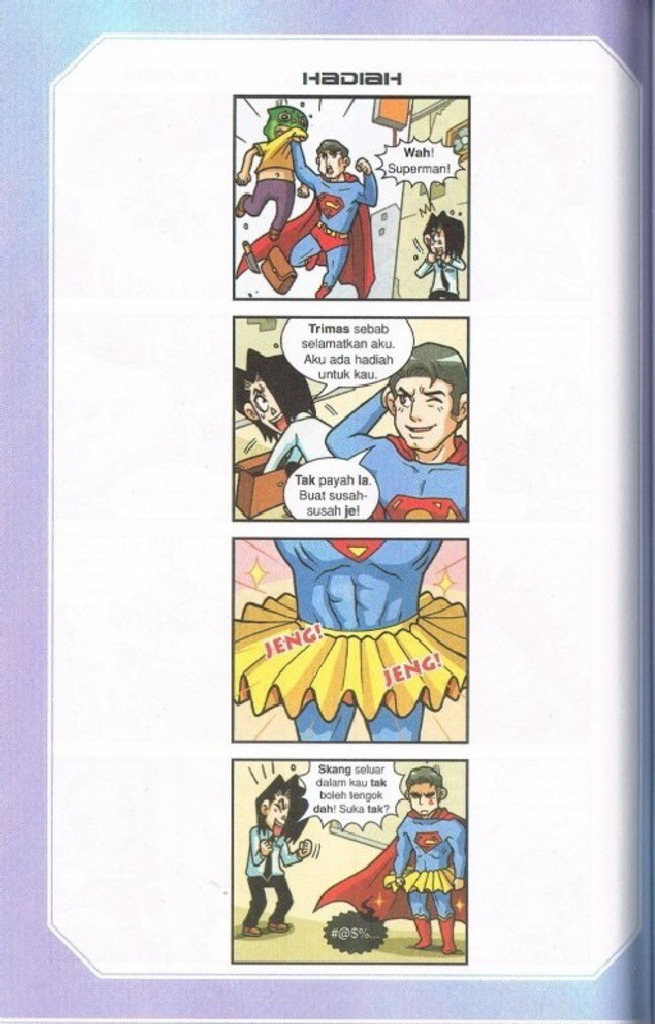 HADIAH
Wah!
Superman!
Trimas sebab
selamatkan aku.
Aku ada hadiah
untuk kau.
Tak payah la.
Buat susah-
susah je!
JENG!
JENG!
Skang seluar
dalam kau tak
boleh tengok
dah! Suka tak?
#@$%...